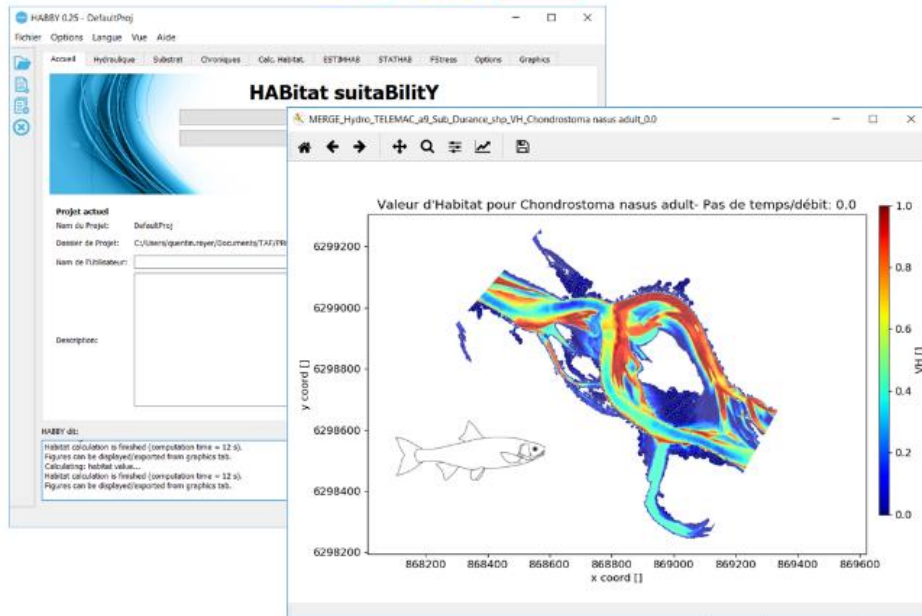 HABBY 0.25 - DefaultProj
Fichier Options Langue Vue Aide
Accueil Hydraulique Substrat Chroniques Calc. Habitat. ESTIMHAB STATHAB FStress Options Graphics
HABitat suitaBilitY
Projet actuel
Nom du Projet: DefaultProj
Dossier de Projet: C:/Users/quentin.royer/Documents/TAF/PR
Nom de l'Utilisateur:
Description:
HABBY dit:
Habitat calculation is finished (computation time = 12 s).
Figures can be displayed/exported from graphics tab.
Calculating: habitat value...
Habitat calculation is finished (computation time = 12 s).
Figures can be displayed/exported from graphics tab.
MERGE_Hydro_TELEMAC_a9_Sub_Durance_shp_VH_Chondrostoma nasus adult_0.0
Valeur d'Habitat pour Chondrostoma nasus adult- Pas de temps/débit: 0.0
6299200
6299000
6298800
6298600
6298400
6298200
y coord []
868200 868400 868600 868800 869000 869200 869400 869600
x coord []
1.0
0.8
0.6
0.4
0.2
0.0
VH []